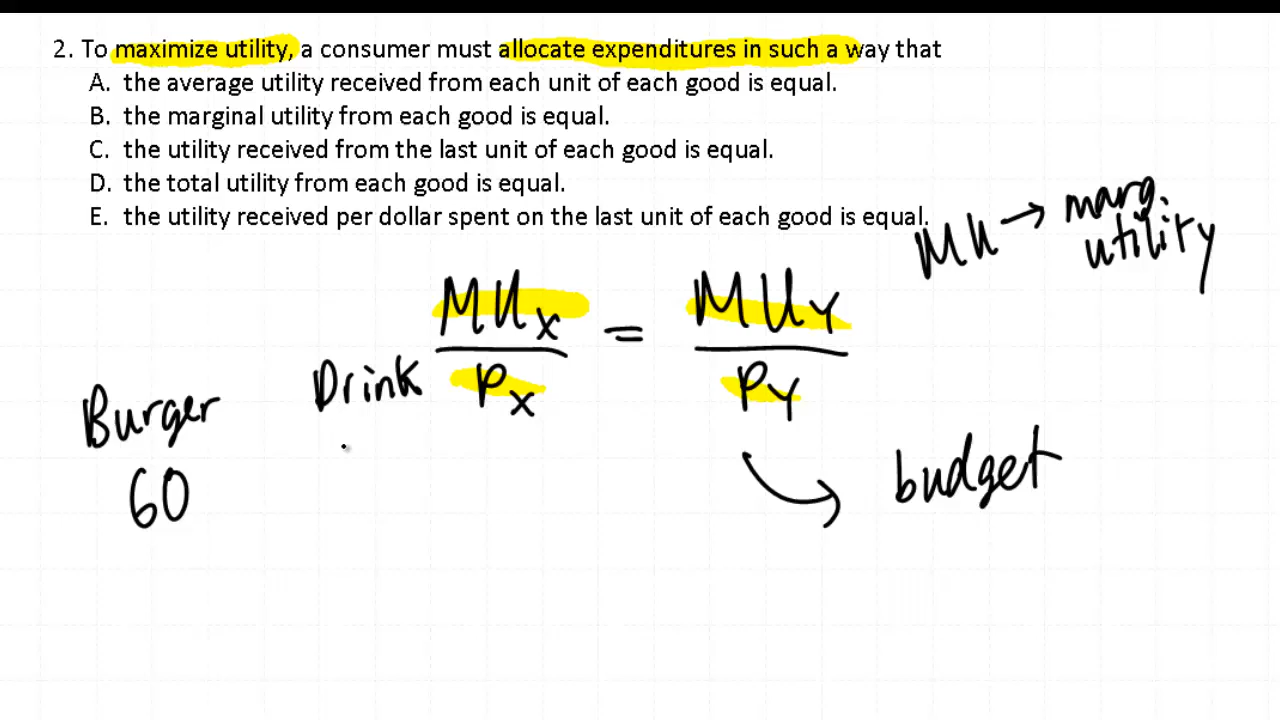 2. To maximize utility, a consumer must allocate expenditures in such a way that
A. the average utility received from each unit of each good is equal.
B. the marginal utility from each good is equal.
C. the utility received from the last unit of each good is equal.
D. the total utility from each good is equal.
E. the utility received per dollar spent on the last unit of each good is equal.
MU → marg. utility
MUx / Px = MUy / Py
Burger
60
Drink
budget